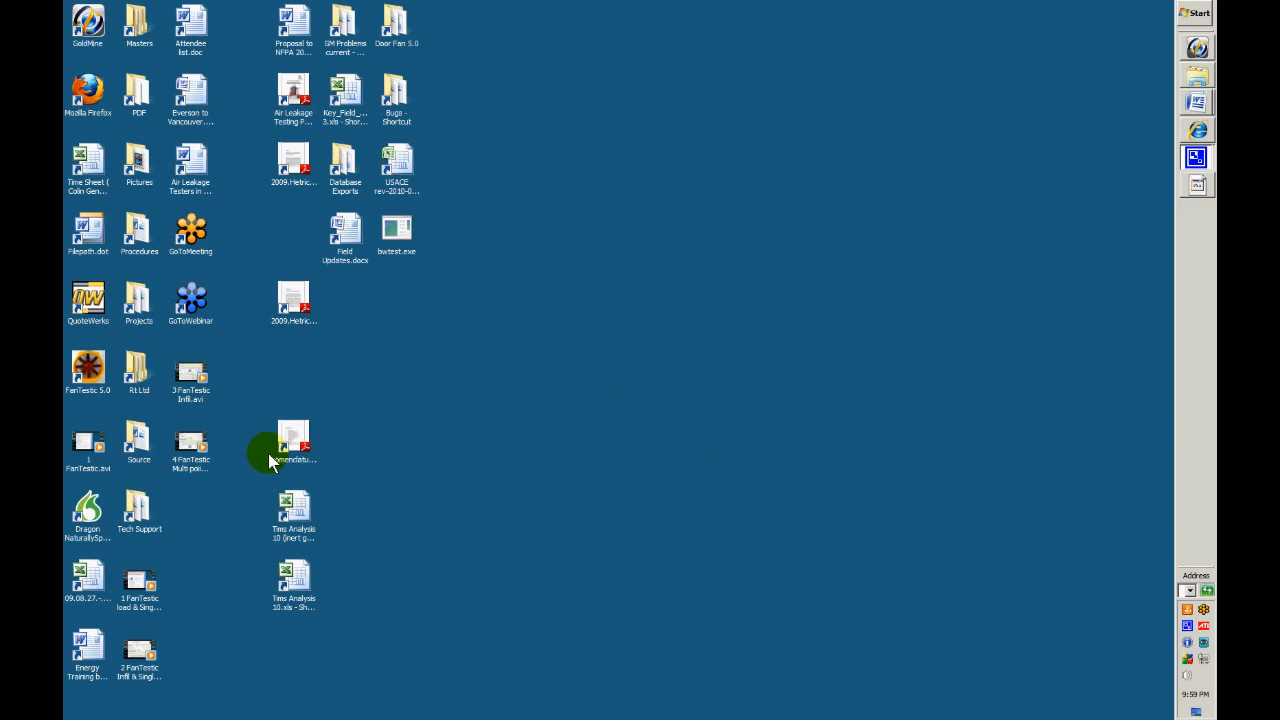 GoldMine
Masters
Attendee
list.doc
Proposal to
NFPA 20...
GM Problems
current - ...
Door Fan 5.0
Mozilla Firefox
PDF
Everson to
Vancouver....
Air Leakage
Testing P...
Key_Field_...
3.xls - Shor...
Bugs -
Shortcut
Time Sheet (
Colin Gen...
Pictures
Air Leakage
Testers in ...
2009.Hetric...
Database
Exports
USACE
rev-2010-0...
Filepath.dot
Procedures
GoToMeeting
Field
Updates.docx
bwtest.exe
QuoteWerks
Projects
GoToWebinar
2009.Hetric...
FanTestic 5.0
Rt Ltd
3 FanTestic
Infil.avi
1
FanTestic.avi
Source
4 FanTestic
Multi poi...
omendatu...
Dragon
NaturallySp...
Tech Support
Tims Analysis
10 (inert g...
09.08.27.-....
1 FanTestic
load & Sing...
Tims Analysis
10.xls - Sh...
Energy
Training b...
2 FanTestic
Infil & Singl...
Start
Address
ATI
9:59 PM